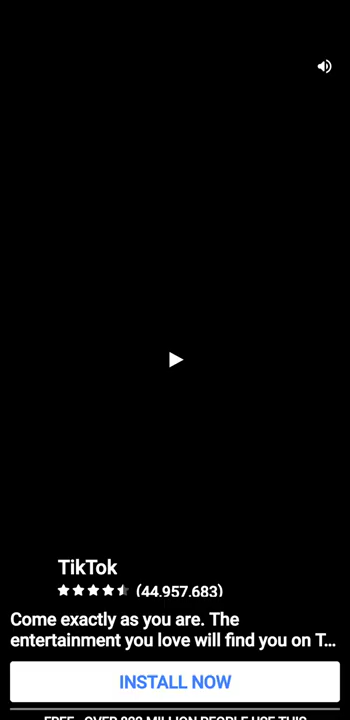 TikTok
(44,957,683)
Come exactly as you are. The
entertainment you love will find you on T...
INSTALL NOW